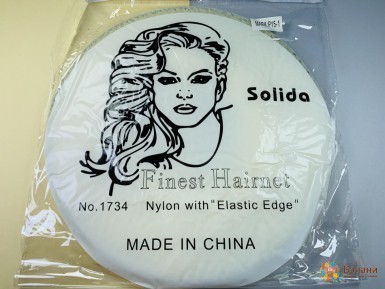 Solida
Finest Hairnet
No.1734 Nylon with "Elastic Edge"
MADE IN CHINA